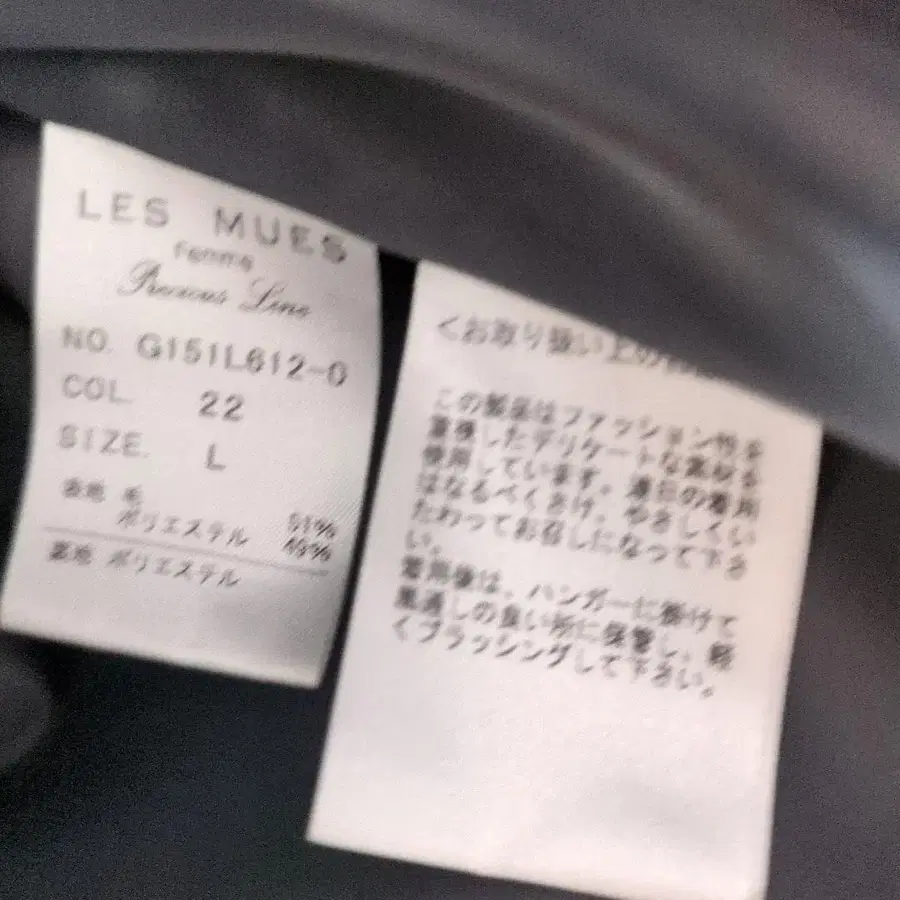 LES MUES
femme
Precious Line
NO. G151L612-0
COL. 22
SIZE. L
表地 毛 51%
ポリエステル 49%
裏地 ポリエステル
<お取り扱い上の
この製品はファッション性を
重視したデリケートな素材を
使用しています。連日の着用
はなるべくさけ、やさしくい
たわってお召しになって下さ
い。
着用後は、ハンガーに掛けて
風通しの良い所に保管し、軽
くブラッシングして下さい。